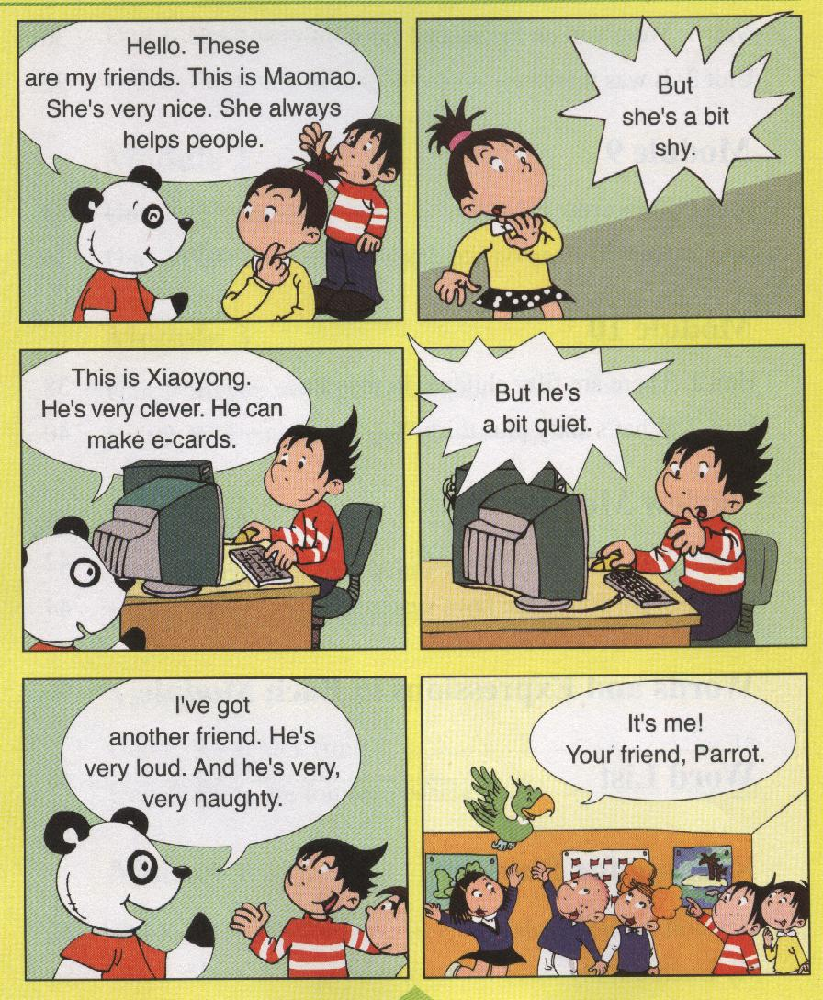 Hello. These
are my friends. This is Maomao.
She's very nice. She always
helps people.
But
she's a bit
shy.
This is Xiaoyong.
He's very clever. He can
make e-cards.
But he's
a bit quiet.
I've got
another friend. He's
very loud. And he's very,
very naughty.
It's me!
Your friend, Parrot.